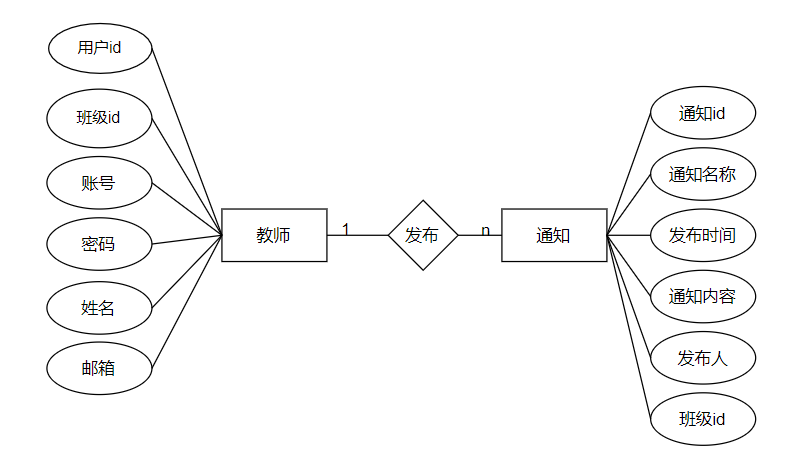 用户id
班级id
账号
密码
姓名
邮箱
教师
1
发布
n
通知
通知id
通知名称
发布时间
通知内容
发布人
班级id